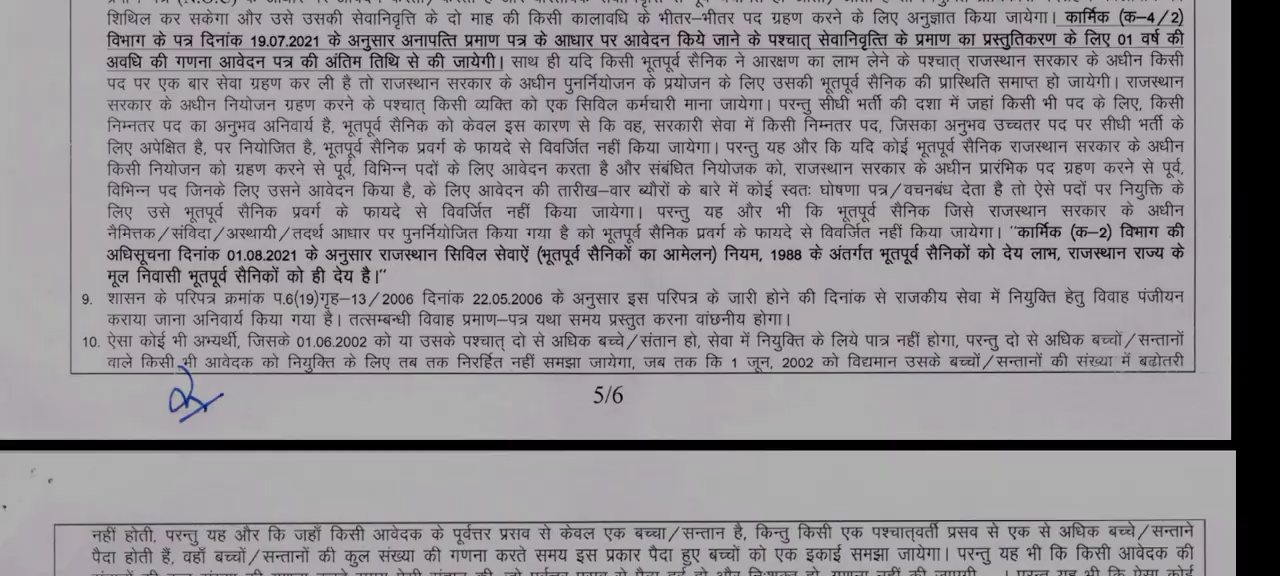 शिथिल कर सकेगा और उसे उसकी सेवानिवृति के दो माह की किसी कालावधि के भीतर–भीतर पद ग्रहण करने के लिए अनुज्ञात किया जायेगा। कार्मिक (क–4/2)
विभाग के पत्र दिनांक 19.07.2021 के अनुसार अनापत्ति प्रमाण पत्र के आधार पर आवेदन किये जाने के पश्चात् सेवानिवृत्ति के प्रमाण का प्रस्तुतिकरण के लिए 01 वर्ष की
अवधि की गणना आवेदन पत्र की अंतिम तिथि से की जायेगी। साथ ही यदि किसी भूतपूर्व सैनिक ने आरक्षण का लाभ लेने के पश्चात् राजस्थान सरकार के अधीन किसी
पद पर एक बार सेवा ग्रहण कर ली है तो राजस्थान सरकार के अधीन पुनर्नियोजन के प्रयोजन के लिए उसकी भूतपूर्व सैनिक की प्रास्थिति समाप्त हो जायेगी। राजस्थान
सरकार के अधीन नियोजन ग्रहण करने के पश्चात् किसी व्यक्ति को एक सिविल कर्मचारी माना जायेगा। परन्तु सीधी भर्ती की दशा में जहां किसी भी पद के लिए, किसी
निम्नतर पद का अनुभव अनिवार्य है, भूतपूर्व सैनिक को केवल इस कारण से कि वह, सरकारी सेवा में किसी निम्नतर पद, जिसका अनुभव उच्चतर पद पर सीधी भर्ती के
लिए अपेक्षित है, पर नियोजित है, भूतपूर्व सैनिक प्रवर्ग के फायदे से विवर्जित नहीं किया जायेगा। परन्तु यह और कि यदि कोई भूतपूर्व सैनिक राजस्थान सरकार के अधीन
किसी नियोजन को ग्रहण करने से पूर्व, विभिन्न पदों के लिए आवेदन करता है और संबंधित नियोजक को, राजस्थान सरकार के अधीन प्रारंभिक पद ग्रहण करने से पूर्व,
विभिन्न पद जिनके लिए उसने आवेदन किया है, के लिए आवेदन की तारीख–वार ब्यौरों के बारे में कोई स्वतः घोषणा पत्र/वचनबंध देता है तो ऐसे पदों पर नियुक्ति के
लिए उसे भूतपूर्व सैनिक प्रवर्ग के फायदे से विवर्जित नहीं किया जायेगा। परन्तु यह और भी कि भूतपूर्व सैनिक जिसे राजस्थान सरकार के अधीन
नैमित्तक/संविदा/अस्थायी/तदर्थ आधार पर पुनर्नियोजित किया गया है को भूतपूर्व सैनिक प्रवर्ग के फायदे से विवर्जित नहीं किया जायेगा। "कार्मिक (क–2) विभाग की
अधिसूचना दिनांक 01.08.2021 के अनुसार राजस्थान सिविल सेवाऐं (भूतपूर्व सैनिकों का आमेलन) नियम, 1988 के अंतर्गत भूतपूर्व सैनिकों को देय लाभ, राजस्थान राज्य के
मूल निवासी भूतपूर्व सैनिकों को ही देय है।"
9. शासन के परिपत्र क्रमांक प.6(19)गृह–13/2006 दिनांक 22.05.2006 के अनुसार इस परिपत्र के जारी होने की दिनांक से राजकीय सेवा में नियुक्ति हेतु विवाह पंजीयन
कराया जाना अनिवार्य किया गया है। तत्सम्बन्धी विवाह प्रमाण–पत्र यथा समय प्रस्तुत करना वांछनीय होगा।
10. ऐसा कोई भी अभ्यर्थी, जिसके 01.06.2002 को या उसके पश्चात् दो से अधिक बच्चे/संतान हो, सेवा में नियुक्ति के लिये पात्र नहीं होगा, परन्तु दो से अधिक बच्चों/सन्तानों
वाले किसी भी आवेदक को नियुक्ति के लिए तब तक निरर्हित नहीं समझा जायेगा, जब तक कि 1 जून, 2002 को विद्यमान उसके बच्चों/सन्तानों की संख्या में बढोतरी
5/6
नहीं होती, परन्तु यह और कि जहाँ किसी आवेदक के पूर्वत्तर प्रसव से केवल एक बच्चा/सन्तान है, किन्तु किसी एक पश्चात्वर्ती प्रसव से एक से अधिक बच्चे/सन्ताने
पैदा होती हैं, वहाँ बच्चों/सन्तानों की कुल संख्या की गणना करते समय इस प्रकार पैदा हुए बच्चों को एक इकाई समझा जायेगा। परन्तु यह भी कि किसी आवेदक की